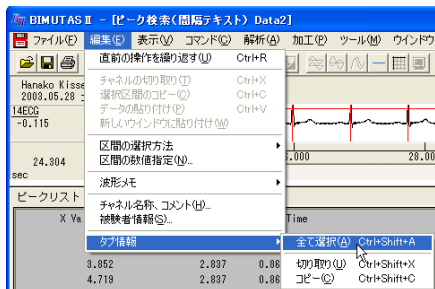 BIMUTAS II - [ピーク検索(間隔テキスト) Data2]
ファイル(F) 編集(E) 表示(V) コマンド(C) 解析(A) 加工(P) ツール(M) ウインドウ
直前の操作を繰り返す(U) Ctrl+R
チャネルの切り取り(T) Ctrl+X
選択区間のコピー(C) Ctrl+C
データの貼り付け(P) Ctrl+V
新しいウインドウに貼り付け(W)
区間の選択方法
区間の数値指定(N)...
波形メモ
チャネル名称、コメント(H)...
被験者情報(S)...
タブ情報
全て選択(A) Ctrl+Shift+A
切り取り(U) Ctrl+Shift+X
コピー(C) Ctrl+Shift+C
Hanako Kisse
2003.05.28
14ECG
-0.115
24.304
sec
.000 28.00
ピークリスト
X Va
Time
3.852 2.837 0.86
4.718 2.837 0.86